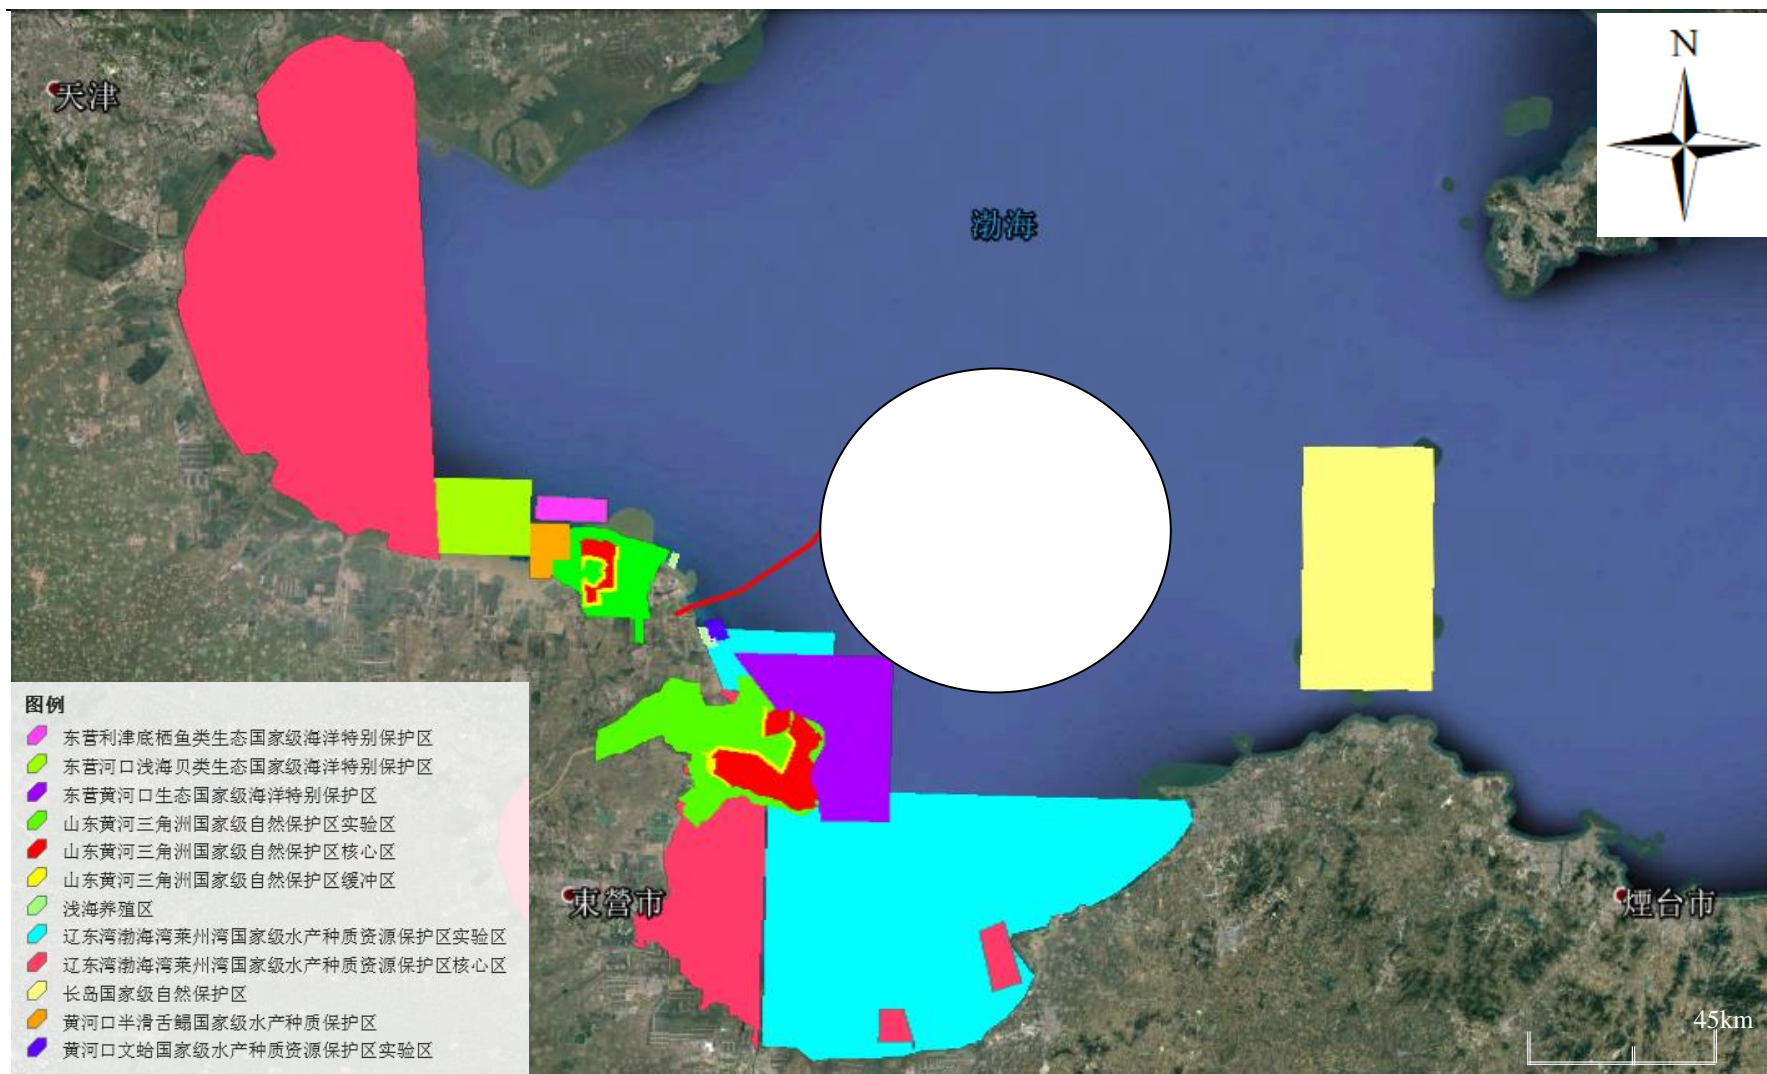 N
天津
渤海
图例
东营利津底栖鱼类生态国家级海洋特别保护区
东营河口浅海贝类生态国家级海洋特别保护区
东营黄河口生态国家级海洋特别保护区
山东黄河三角洲国家级自然保护区实验区
山东黄河三角洲国家级自然保护区核心区
山东黄河三角洲国家级自然保护区缓冲区
浅海养殖区
辽东湾渤海湾莱州湾国家级水产种质资源保护区实验区
辽东湾渤海湾莱州湾国家级水产种质资源保护区核心区
长岛国家级自然保护区
黄河口半滑舌鳎国家级水产种质保护区
黄河口文蛤国家级水产种质资源保护区实验区
東營市
煙台市
45km